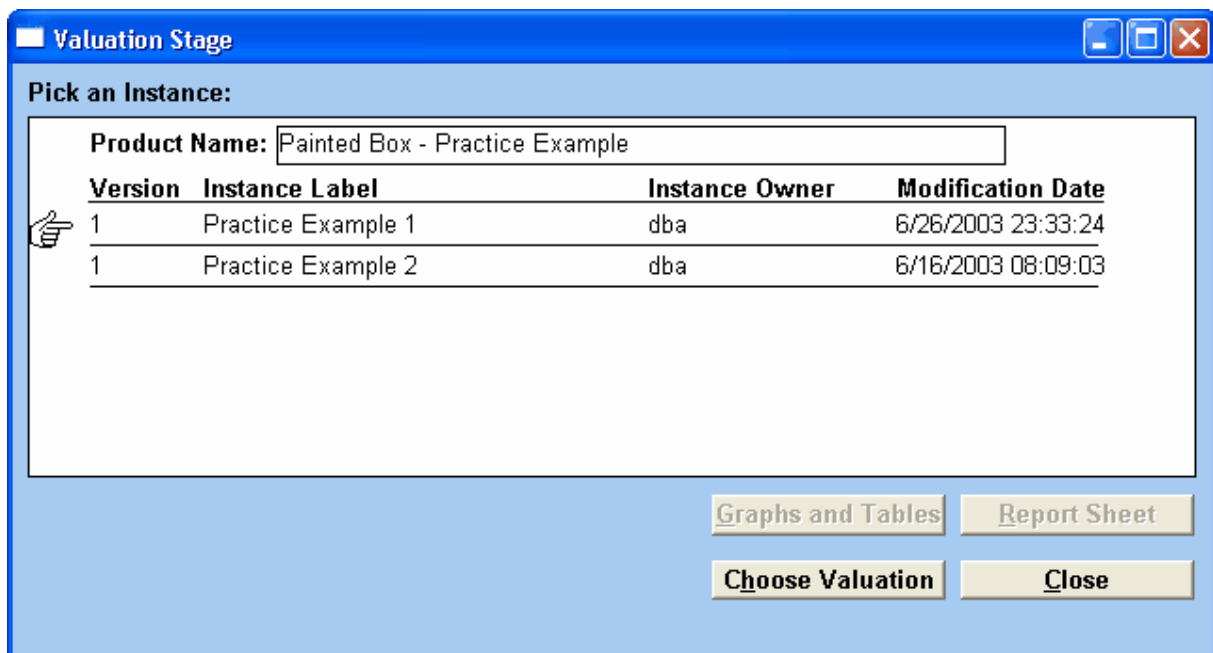 Valuation Stage
Pick an Instance:
Product Name: Painted Box - Practice Example
Version Instance Label Instance Owner Modification Date
1 Practice Example 1 dba 6/26/2003 23:33:24
1 Practice Example 2 dba 6/16/2003 08:09:03
Graphs and Tables Report Sheet
Choose Valuation Close